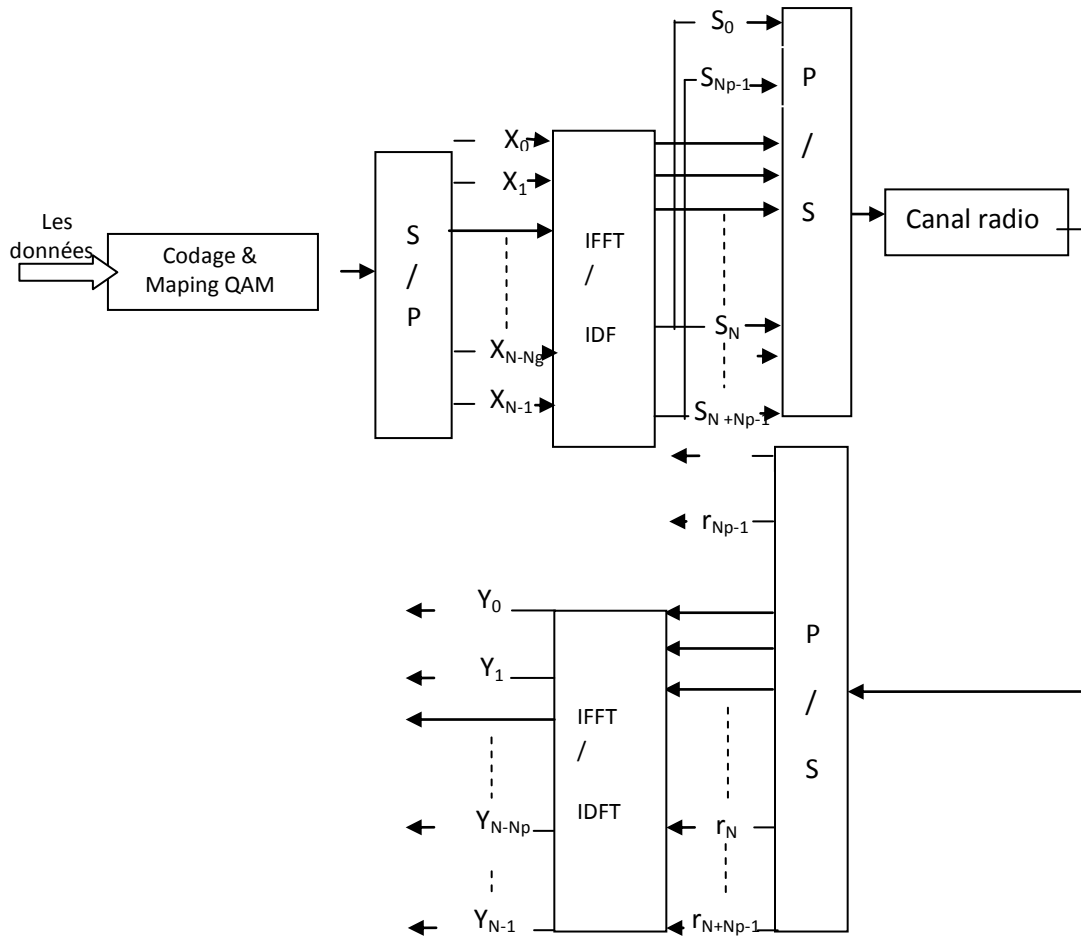 S0
SNp-1
P
/
S
X0
X1
Les
données
Codage &
Maping QAM
S
/
P
IFFT
/
IDF
XN-Ng
XN-1
SN
SN +Np-1
Canal radio
rNp-1
Y0
Y1
YN-Np
YN-1
IFFT
/
IDFT
rN
rN+Np-1
P
/
S